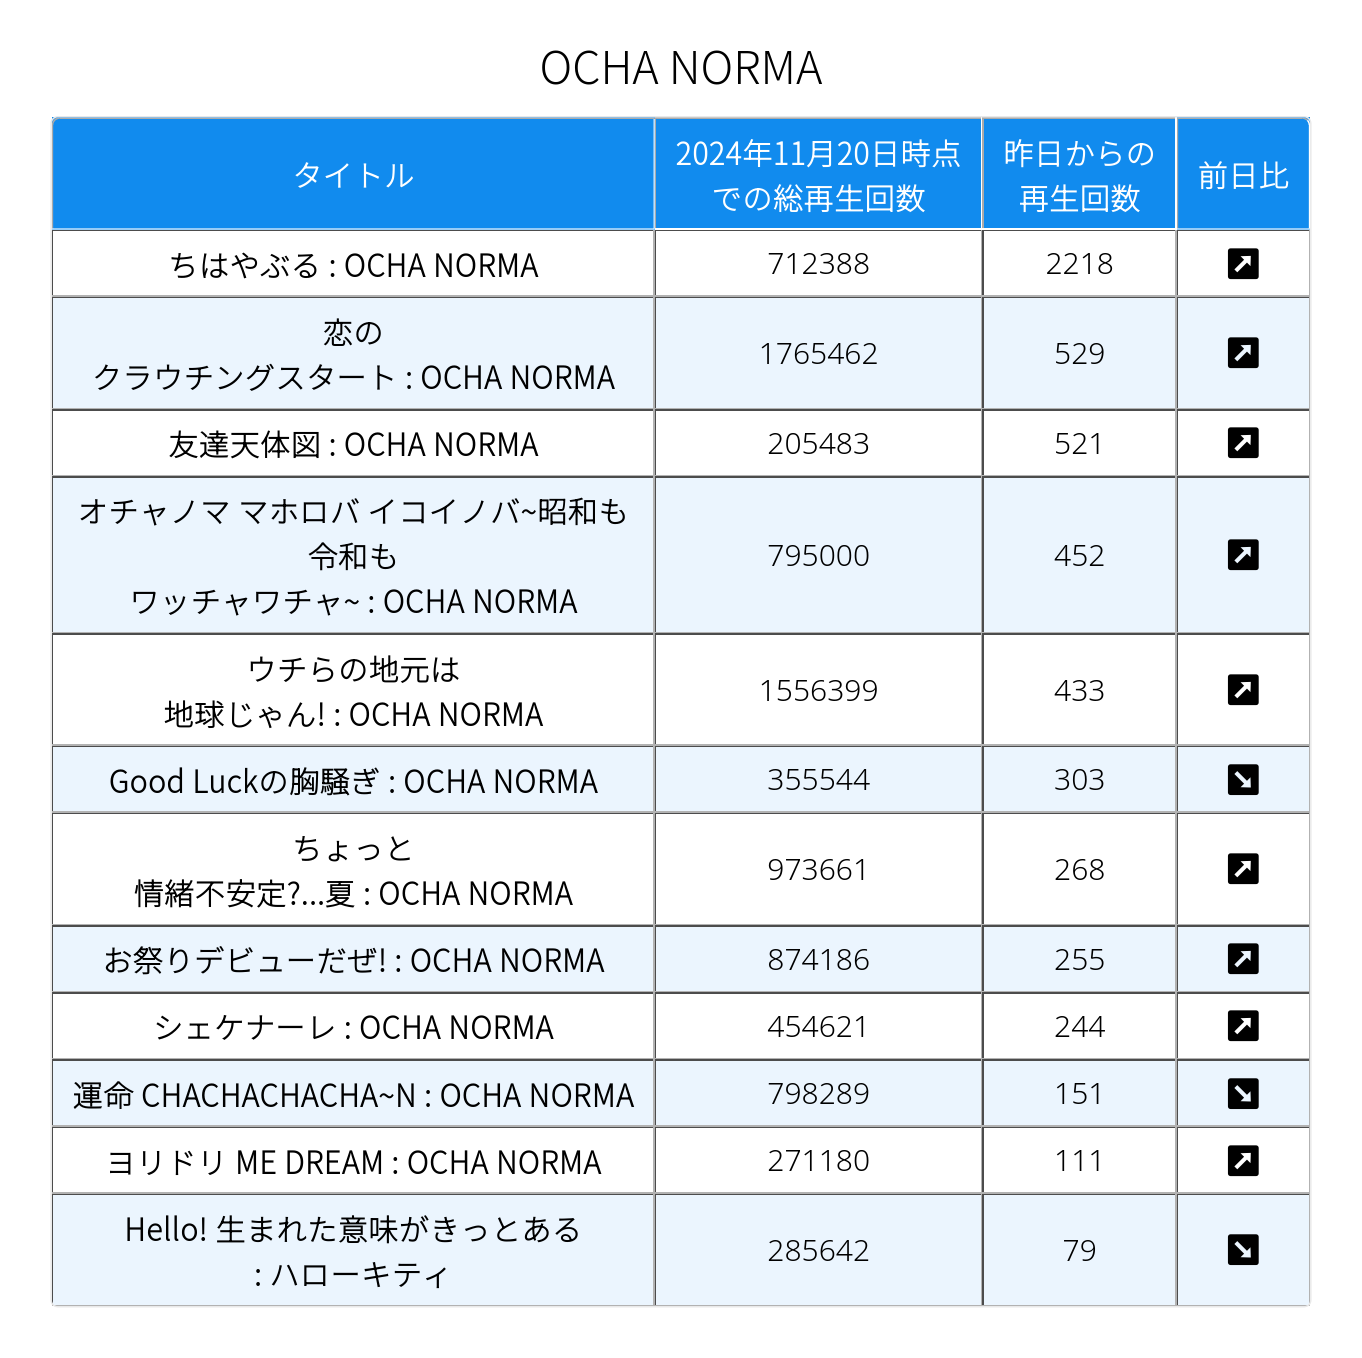 OCHA NORMA
タイトル
2024年11月20日時点
での総再生回数
昨日からの
再生回数
前日比
ちはやぶる : OCHA NORMA
712388
2218
恋の
クラウチングスタート : OCHA NORMA
1765462
529
友達天体図 : OCHA NORMA
205483
521
オチャノマ マホロバ イコイノバ~昭和も
令和も
ワッチャワチャ~ : OCHA NORMA
795000
452
ウチらの地元は
地球じゃん! : OCHA NORMA
1556399
433
Good Luckの胸騒ぎ : OCHA NORMA
355544
303
ちょっと
情緒不安定?...夏 : OCHA NORMA
973661
268
お祭りデビューだぜ! : OCHA NORMA
874186
255
シェケナーレ : OCHA NORMA
454621
244
運命 CHACHACHACHA~N : OCHA NORMA
798289
151
ヨリドリ ME DREAM : OCHA NORMA
271180
111
Hello! 生まれた意味がきっとある
: ハローキティ
285642
79